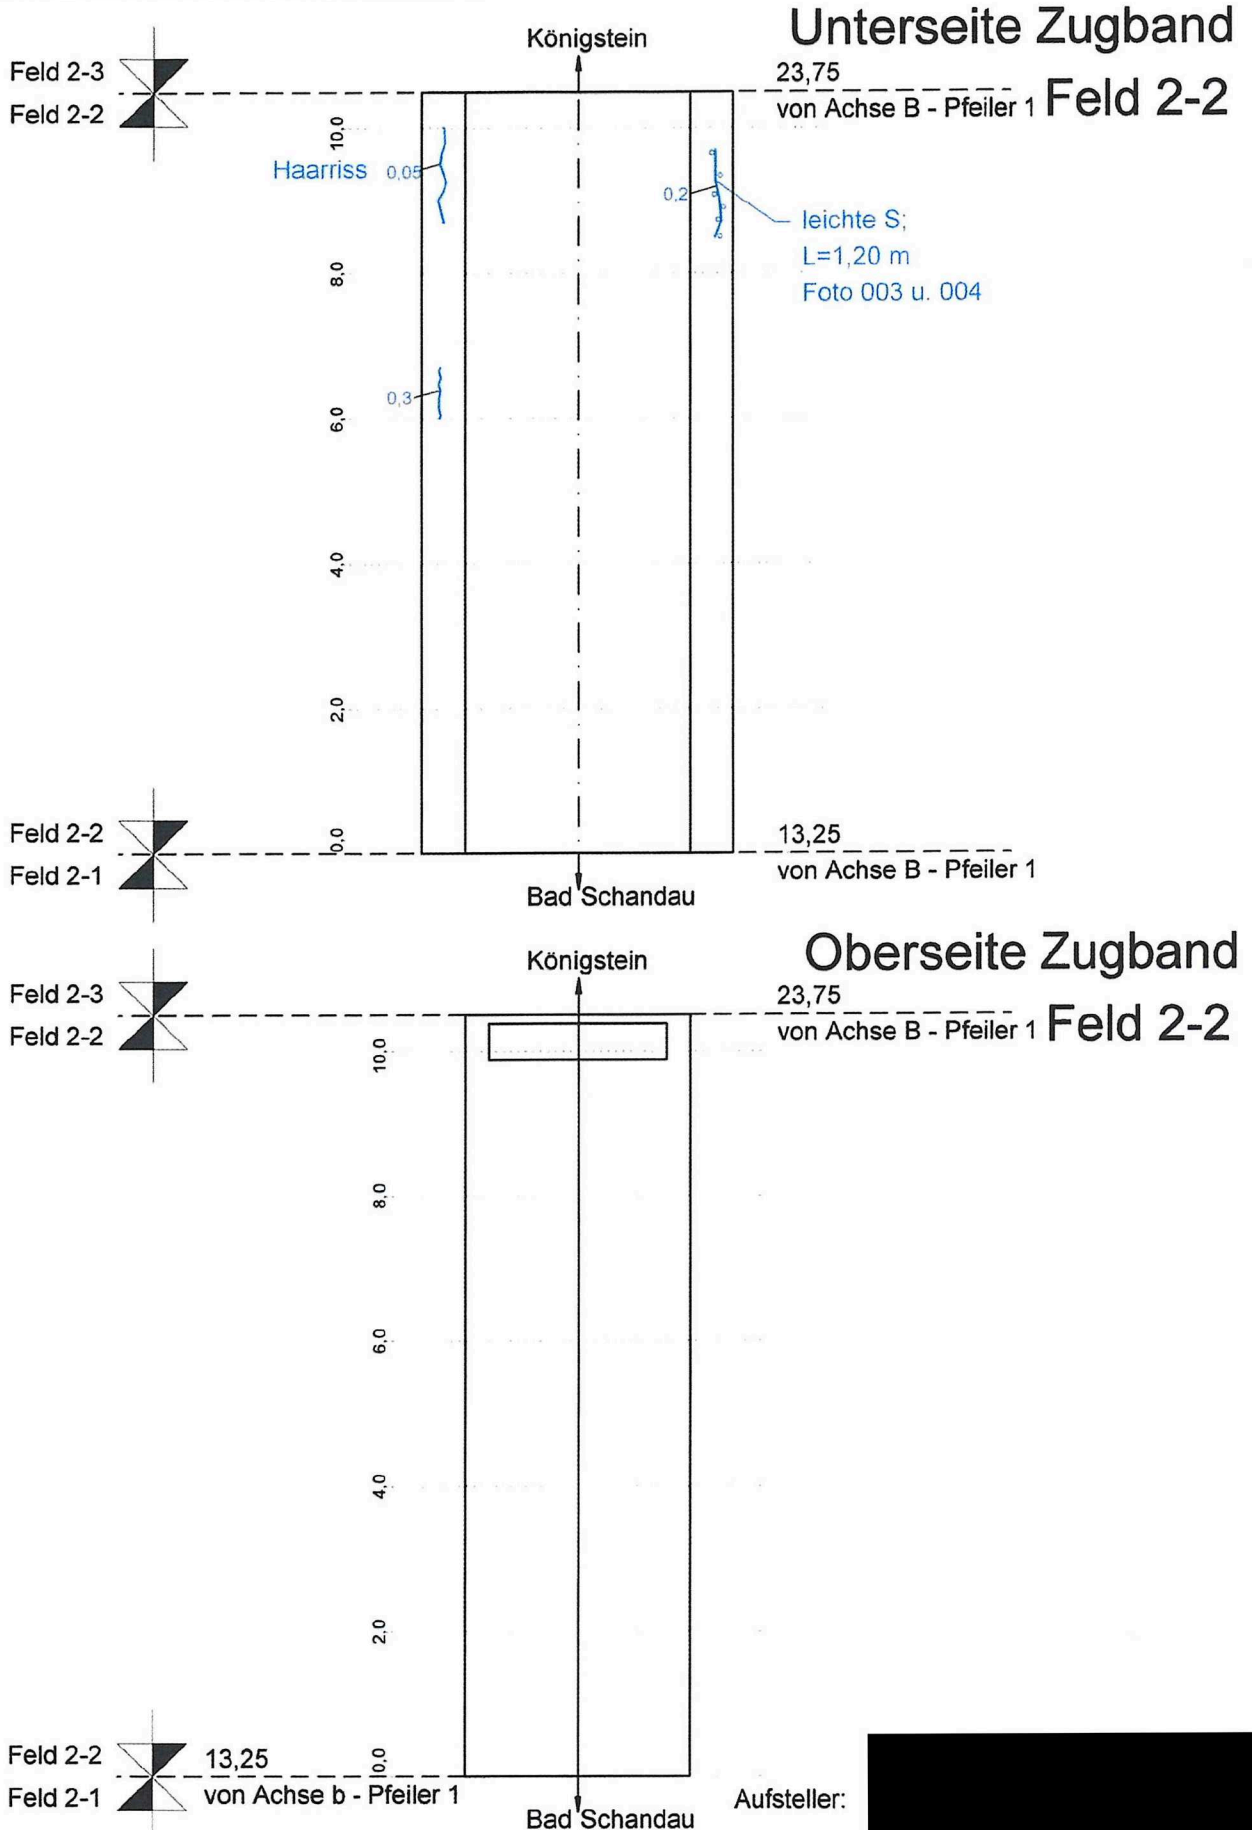 Unterseite Zugband
Feld 2-2
Königstein
Feld 2-3
Feld 2-2
23,75
von Achse B - Pfeiler 1
10,0
Haarriss 0,05
0,2
leichte S;
L=1,20 m
Foto 003 u. 004
8,0
0,3
6,0
4,0
2,0
0,0
Feld 2-2
Feld 2-1
13,25
von Achse B - Pfeiler 1
Bad Schandau
Oberseite Zugband
Feld 2-2
Königstein
Feld 2-3
Feld 2-2
23,75
von Achse B - Pfeiler 1
10,0
8,0
6,0
4,0
2,0
0,0
Feld 2-2
Feld 2-1
13,25
von Achse b - Pfeiler 1
Bad Schandau
Aufsteller: